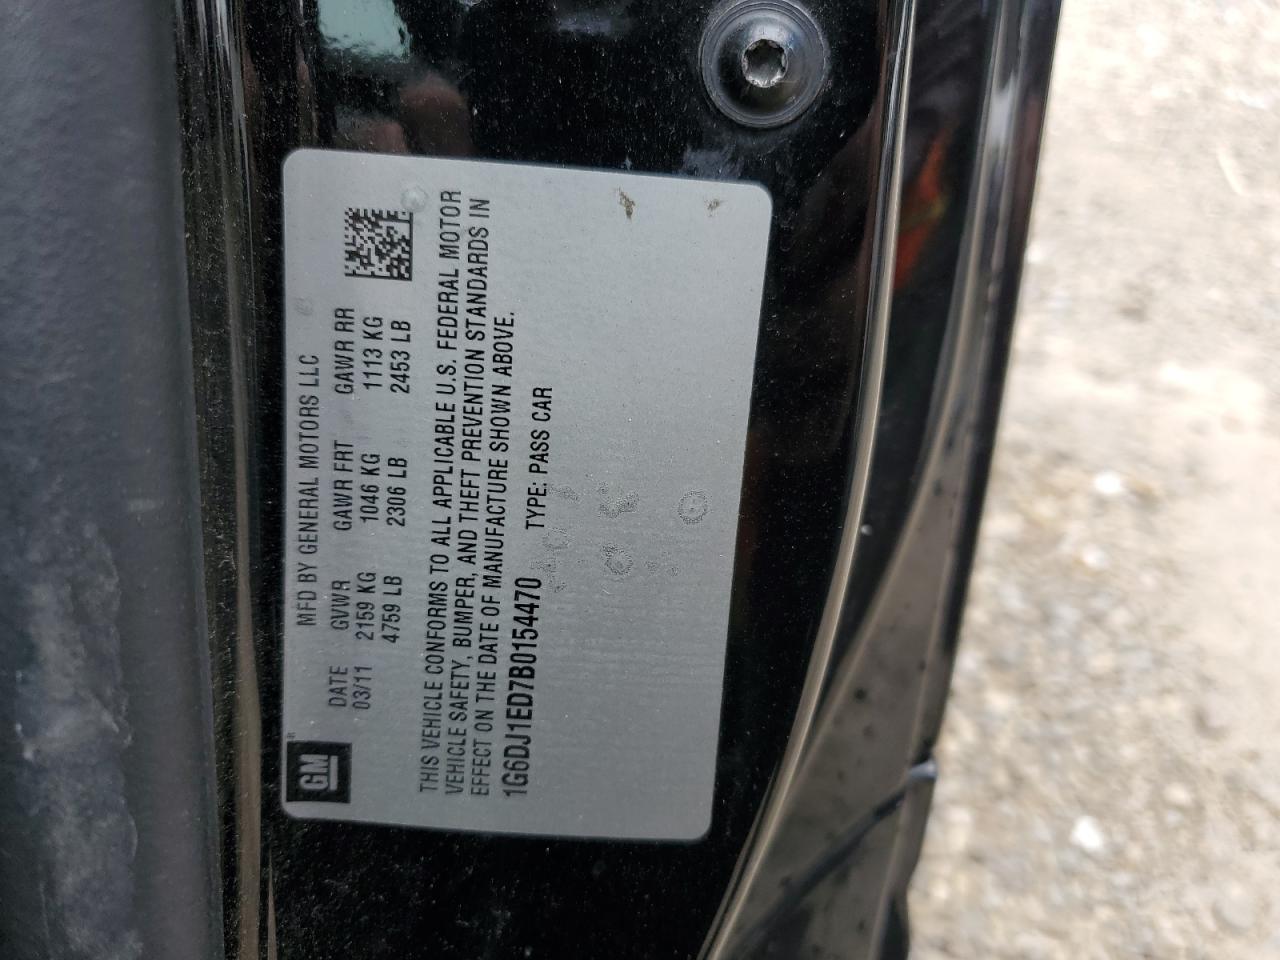 MFD BY GENERAL MOTORS LLC
DATE GVWR GAWR FRT GAWR RR
03/11 2159 KG 1046 KG 1113 KG
4759 LB 2306 LB 2453 LB
GM
THIS VEHICLE CONFORMS TO ALL APPLICABLE U.S. FEDERAL MOTOR
VEHICLE SAFETY, BUMPER, AND THEFT PREVENTION STANDARDS IN
EFFECT ON THE DATE OF MANUFACTURE SHOWN ABOVE.
1G6DJ1ED7B0154470 TYPE: PASS CAR